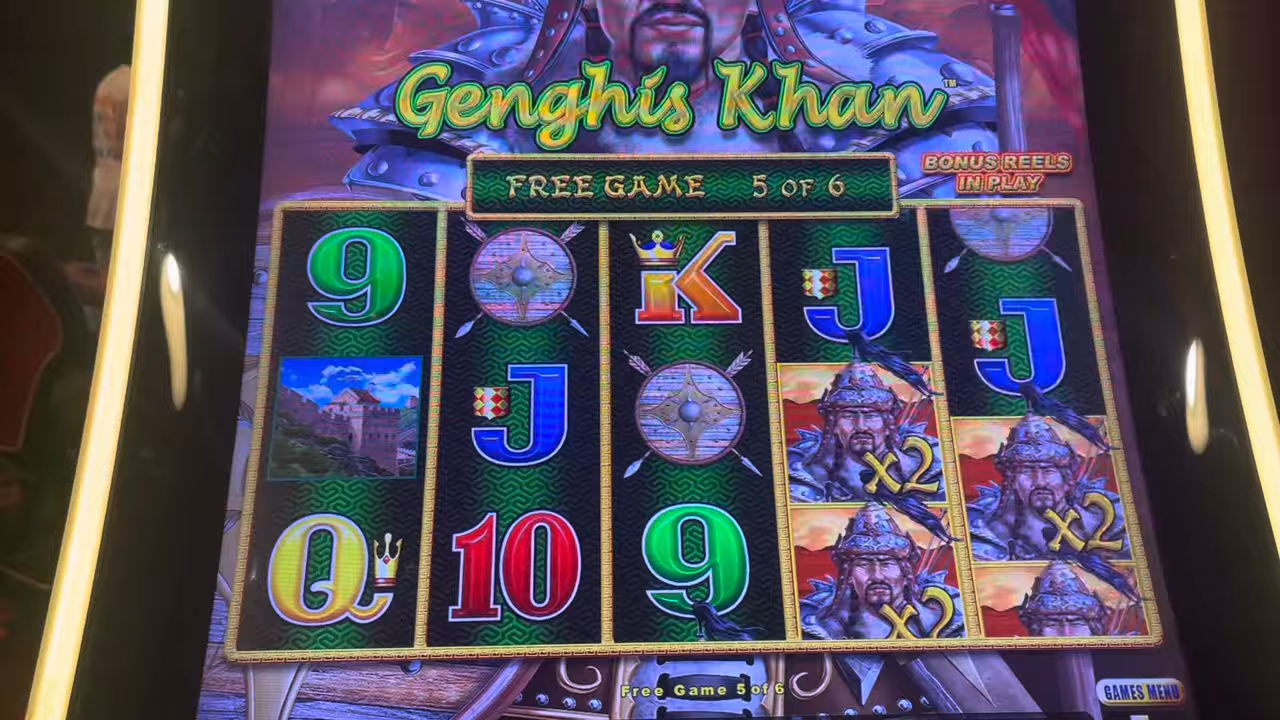 Genghis Khan™
FREE GAME 5 OF 6
BONUS REELS
IN PLAY
9 K J
J
J
x2
x2
Q 10 9
x2
Free Game 5 of 6
GAMES MENU